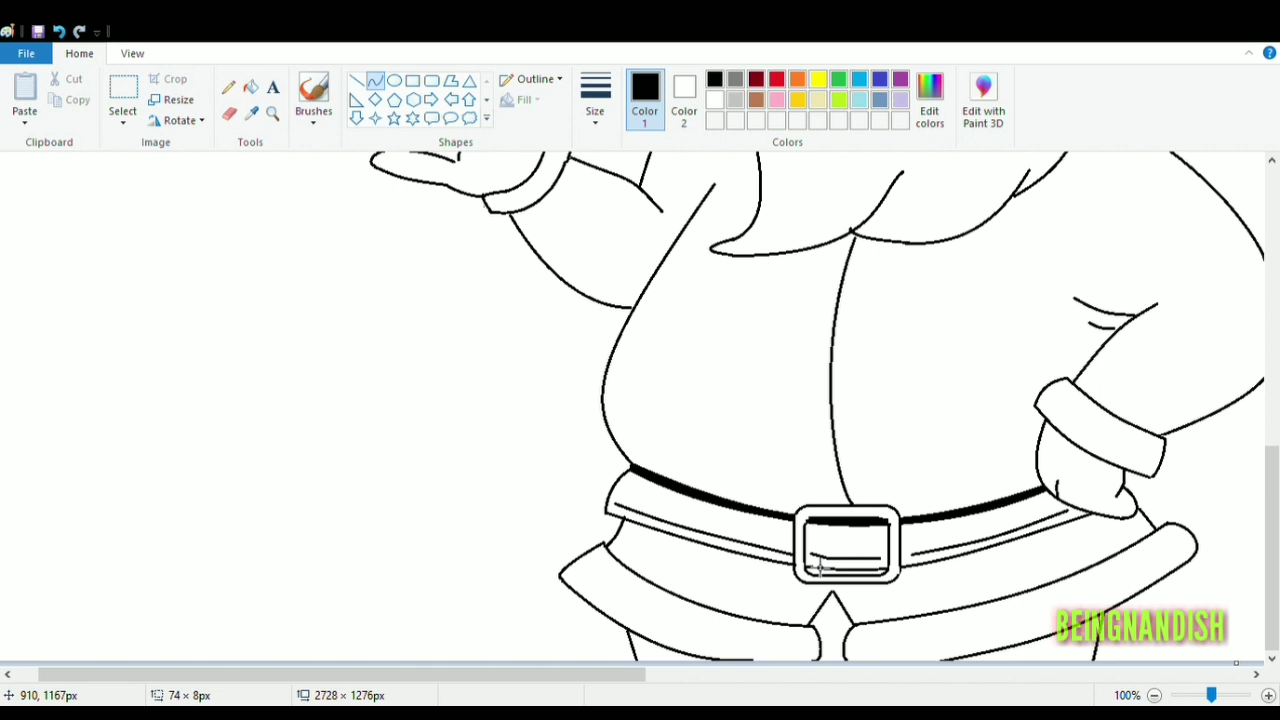 File Home View
Paste Cut Copy Select Crop Resize Rotate A Brushes Outline Fill Size Color 1 Color 2 Edit colors Edit with Paint 3D
Clipboard Image Tools Shapes Colors
BEINGNANDISH
910, 1167px 74 × 8px 2728 × 1276px 100%